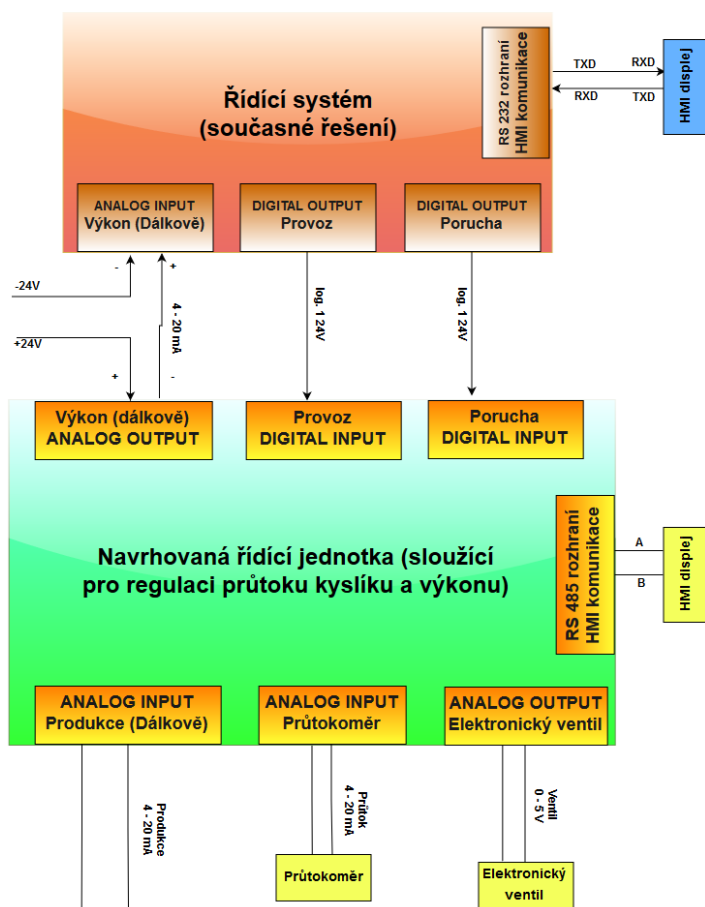 Řídící systém
(současné řešení)
RS 232 rozhraní
HMI komunikace
TXD
RXD
RXD
TXD
HMI displej
ANALOG INPUT
Výkon (Dálkově)
DIGITAL OUTPUT
Provoz
DIGITAL OUTPUT
Porucha
-
+
-24V
+24V
4 - 20 mA
log. 1 24V
log. 1 24V
+
-
Výkon (dálkově)
ANALOG OUTPUT
Provoz
DIGITAL INPUT
Porucha
DIGITAL INPUT
Navrhovaná řídící jednotka (sloužící
pro regulaci průtoku kyslíku a výkonu)
RS 485 rozhraní
HMI komunikace
A
B
HMI displej
ANALOG INPUT
Produkce (Dálkově)
ANALOG INPUT
Průtokoměr
ANALOG OUTPUT
Elektronický ventil
Produkce
4 - 20 mA
Průtok
4 - 20 mA
Ventil
0 - 5 V
Průtokoměr
Elektronický
ventil